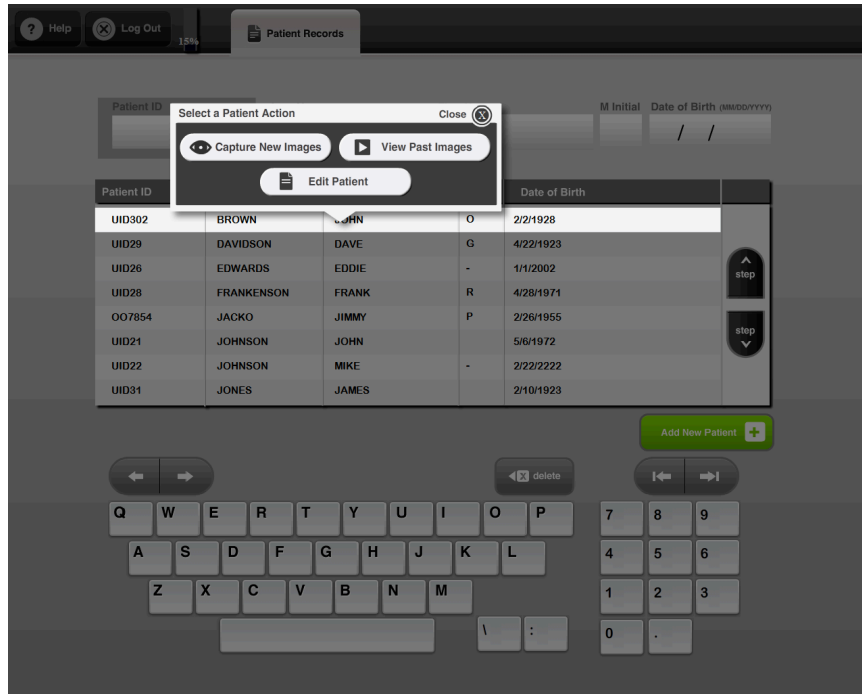 ? Help
Log Out
15%
Patient Records
Patient ID
M Initial
Date of Birth (MM/DD/YYYY)
/ /
Select a Patient Action
Close X
Capture New Images
View Past Images
Edit Patient
Patient ID Date of Birth
UID302 BROWN JOHN O 2/2/1928
UID29 DAVIDSON DAVE G 4/22/1923
UID26 EDWARDS EDDIE - 1/1/2002
UID28 FRANKENSON FRANK R 4/28/1971
OO7854 JACKO JIMMY P 2/26/1955
UID21 JOHNSON JOHN 5/6/1972
UID22 JOHNSON MIKE - 2/22/2222
UID31 JONES JAMES 2/10/1923
step
step
Add New Patient +
X delete
Q W E R T Y U I O P 7 8 9
A S D F G H J K L 4 5 6
Z X C V B N M 1 2 3
\ : 0 .